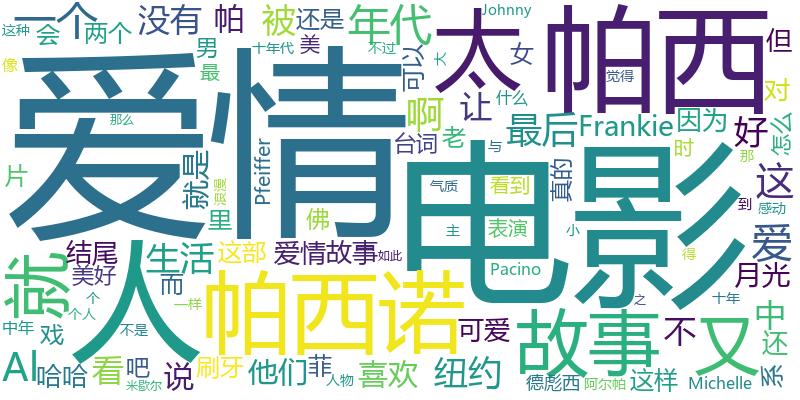 这种
一个
会
两个
没有
帕
被
还是
年代
Johnny
太
帕西
但
像
男
最
十年代
美
不过
可以
大
女
觉得
对
爱情
那么
就是
浪漫
里
Pfeiffer
台词
啊
老
让
什么
与
最后
Frankie
因为
时
好
怎么
那
片
气质
看到
真的
这
电影
佛
主
表演
小
到
感动
爱
就
人
结尾
美好
生活
而
这部
爱情故事
如此
Pacino
得
月光
个
个人
一样
帕西诺
可爱
故事
之
不
又
十年
中
还
中年
戏
不是
Al
哈哈
看
吧
米歇尔
说
刷牙
他们
菲
人物
喜欢
纽约
德彪西
阿尔帕
这样
Michelle
系